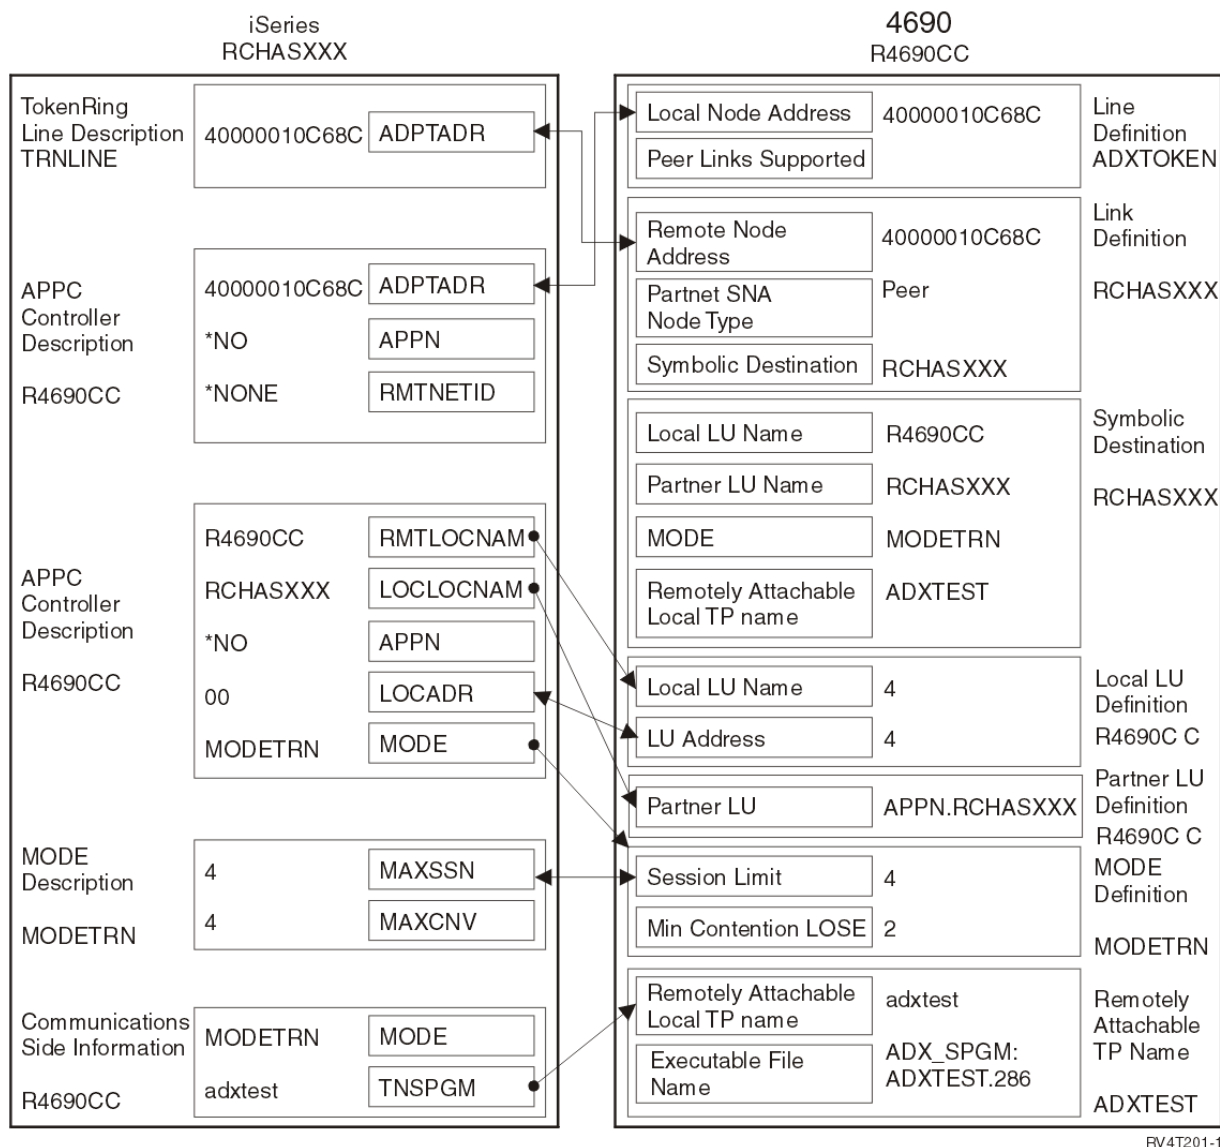 iSeries
RCHASXXX
TokenRing
Line Description
TRNLINE
40000010C68C
ADPTADR
APPC
Controller
Description
R4690CC
40000010C68C
ADPTADR
*NO
APPN
*NONE
RMTNETID
APPC
Controller
Description
R4690CC
R4690CC
RMTLOCNAM
RCHASXXX
LOCLOCNAM
*NO
APPN
00
LOCADR
MODETRN
MODE
MODE
Description
MODETRN
4
MAXSSN
4
MAXCNV
Communications
Side Information
R4690CC
MODETRN
MODE
adxtest
TNSPGM
4690
R4690CC
Local Node Address
40000010C68C
Peer Links Supported
Line
Definition
ADXTOKEN
Remote Node
Address
40000010C68C
Partnet SNA
Node Type
Peer
Symbolic Destination
RCHASXXX
Link
Definition
RCHASXXX
Local LU Name
R4690CC
Partner LU Name
RCHASXXX
MODE
MODETRN
Remotely Attachable
Local TP name
ADXTEST
Symbolic
Destination
RCHASXXX
Local LU Name
4
LU Address
4
Local LU
Definition
R4690C C
Partner LU
APPN.RCHASXXX
Partner LU
Definition
R4690C C
Session Limit
4
Min Contention LOSE
2
MODE
Definition
MODETRN
Remotely Attachable
Local TP name
adxtest
Executable File
Name
ADX_SPGM:
ADXTEST.286
Remotely
Attachable
TP Name
ADXTEST
RV4T201-1